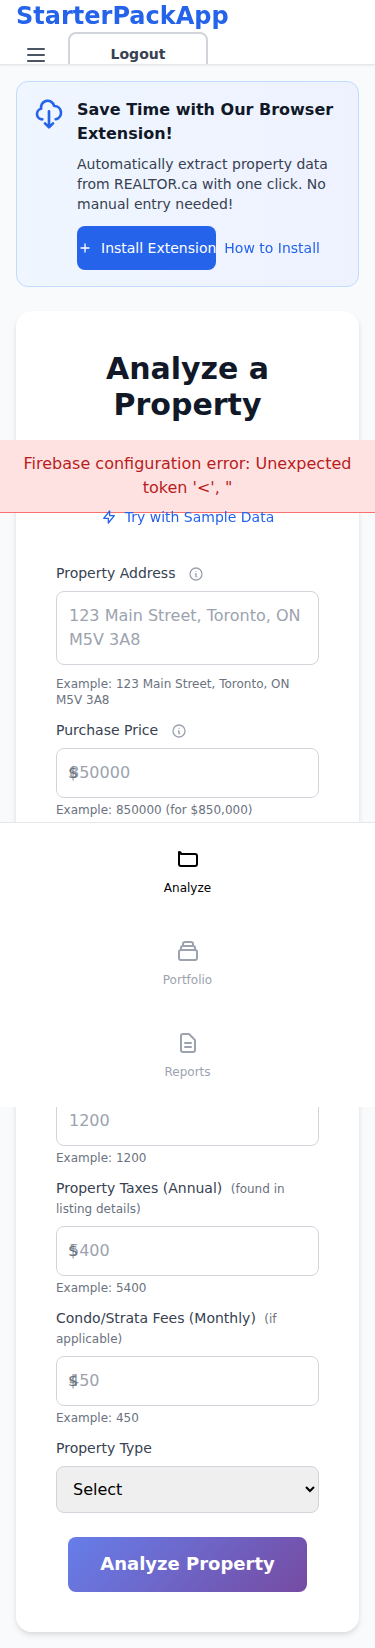 StarterPackApp
Logout
Save Time with Our Browser
Extension!
Automatically extract property data
from REALTOR.ca with one click. No
manual entry needed!
+ Install Extension
How to Install
Analyze a
Property
Firebase configuration error: Unexpected
token '<', "
Try with Sample Data
Property Address
123 Main Street, Toronto, ON
M5V 3A8
Example: 123 Main Street, Toronto, ON
M5V 3A8
Purchase Price
$850000
Example: 850000 (for $850,000)
Analyze
Portfolio
Reports
1200
Example: 1200
Property Taxes (Annual) (found in
listing details)
$5400
Example: 5400
Condo/Strata Fees (Monthly) (if
applicable)
$450
Example: 450
Property Type
Select
Analyze Property